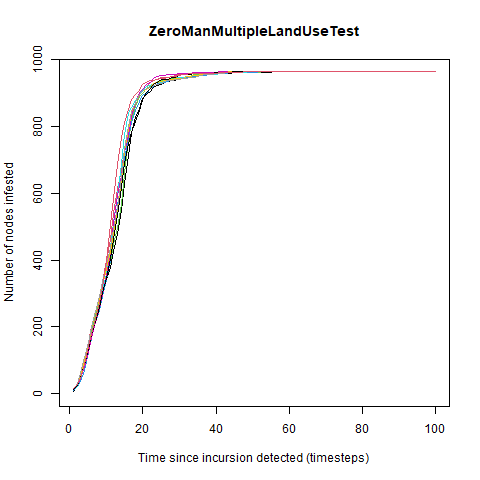 ZeroManMultipleLandUseTest
Number of nodes infested
1000
800
600
400
200
0
0 20 40 60 80 100
Time since incursion detected (timesteps)